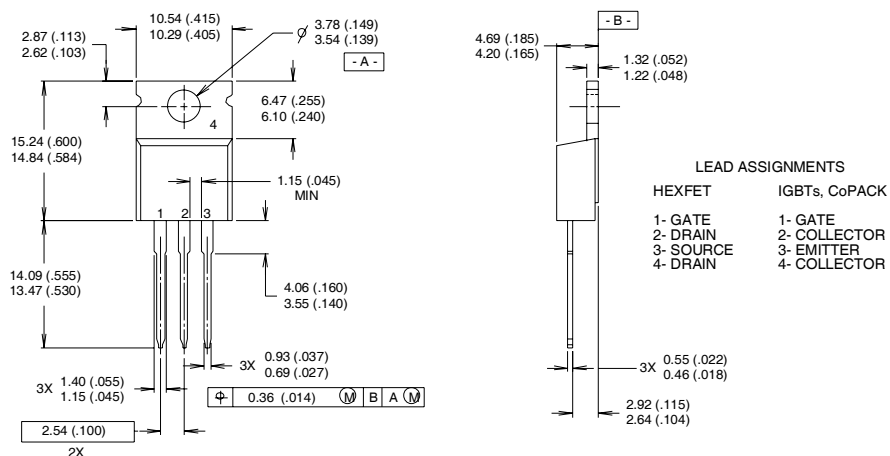 10.54 (.415)
10.29 (.405)
2.87 (.113)
2.62 (.103)
ø 3.78 (.149)
3.54 (.139)
- A -
6.47 (.255)
6.10 (.240)
4
15.24 (.600)
14.84 (.584)
1.15 (.045)
MIN
1 2 3
14.09 (.555)
13.47 (.530)
4.06 (.160)
3.55 (.140)
3X 0.93 (.037)
0.69 (.027)
3X 1.40 (.055)
1.15 (.045)
⌖ 0.36 (.014) Ⓜ B A Ⓜ
2.54 (.100)
2X
- B -
4.69 (.185)
4.20 (.165)
1.32 (.052)
1.22 (.048)
3X 0.55 (.022)
0.46 (.018)
2.92 (.115)
2.64 (.104)
LEAD ASSIGNMENTS
HEXFET
1- GATE
2- DRAIN
3- SOURCE
4- DRAIN
IGBTs, CoPACK
1- GATE
2- COLLECTOR
3- EMITTER
4- COLLECTOR